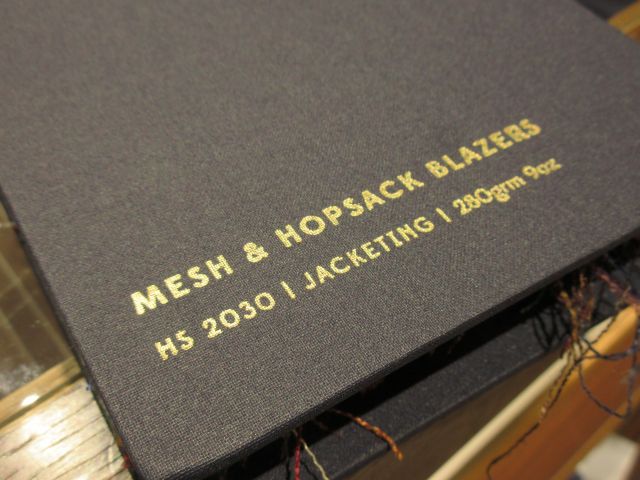 MESH & HOPSACK BLAZERS
HS 2030 | JACKETING | 280grm 9oz